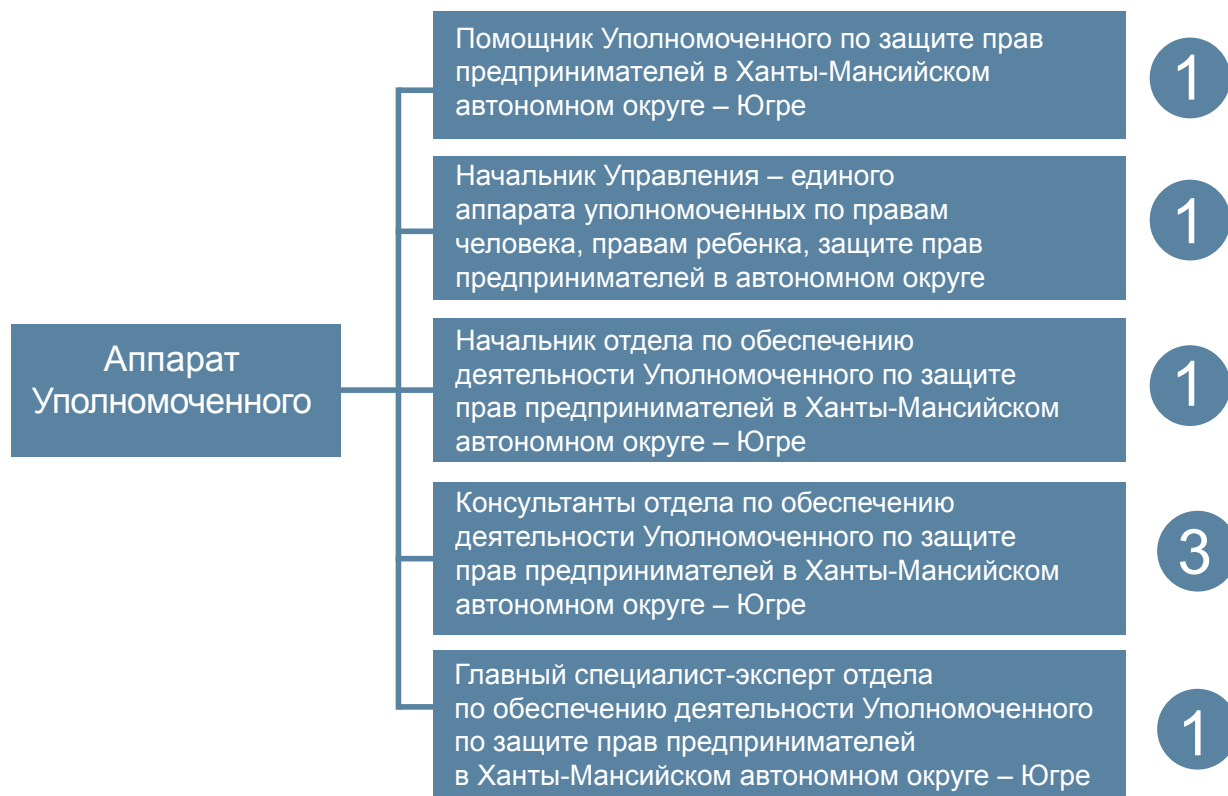 Помощник Уполномоченного по защите прав
предпринимателей в Ханты-Мансийском
автономном округе – Югре
1
Начальник Управления – единого
аппарата уполномоченных по правам
человека, правам ребенка, защите прав
предпринимателей в автономном округе
1
Аппарат
Уполномоченного
Начальник отдела по обеспечению
деятельности Уполномоченного по защите
прав предпринимателей в Ханты-Мансийском
автономном округе – Югре
1
Консультанты отдела по обеспечению
деятельности Уполномоченного по защите
прав предпринимателей в Ханты-Мансийском
автономном округе – Югре
3
Главный специалист-эксперт отдела
по обеспечению деятельности Уполномоченного
по защите прав предпринимателей
в Ханты-Мансийском автономном округе – Югре
1